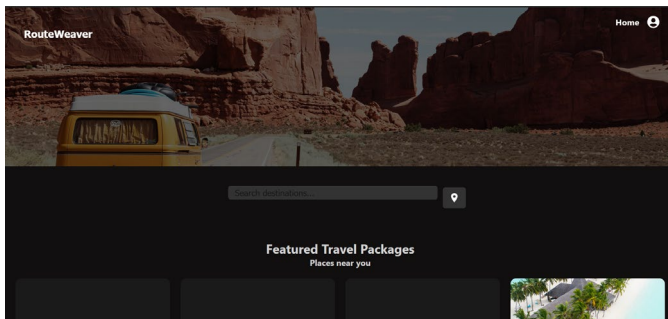 RouteWeaver
Home
Search destinations...
Featured Travel Packages
Places near you